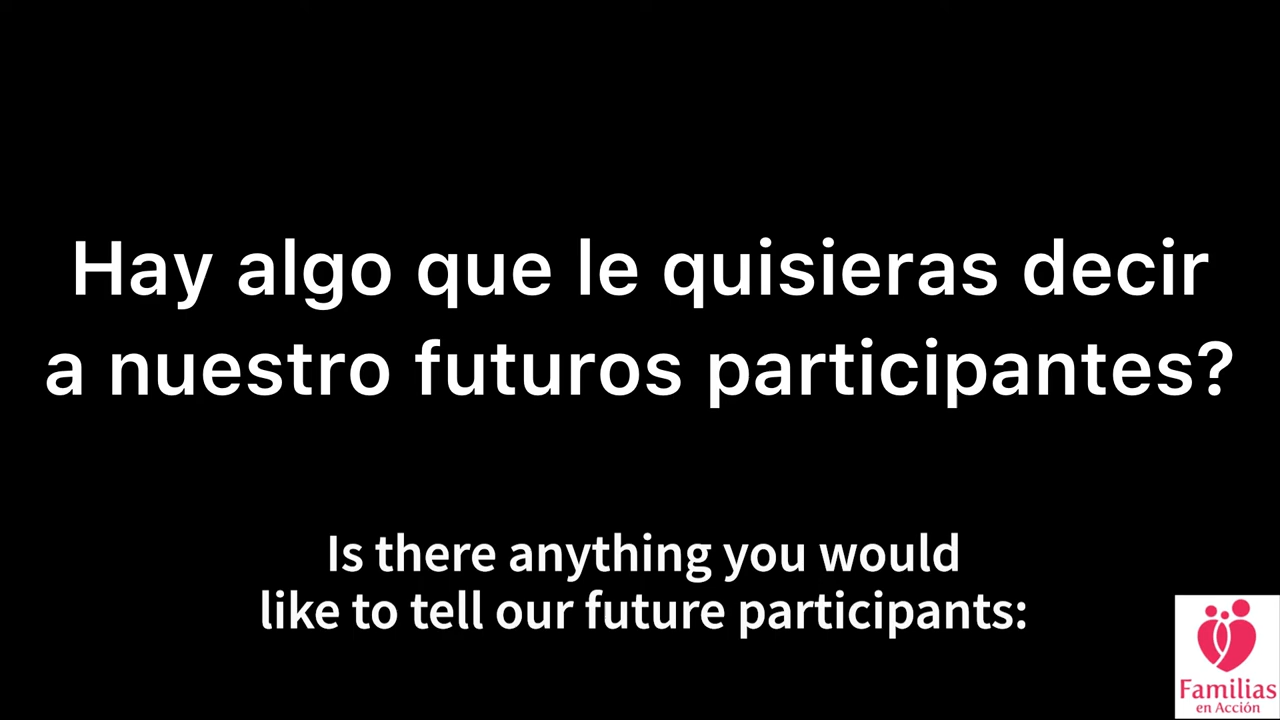 Hay algo que le quisieras decir
a nuestro futuros participantes?
Is there anything you would
like to tell our future participants:
Familias
en Acción